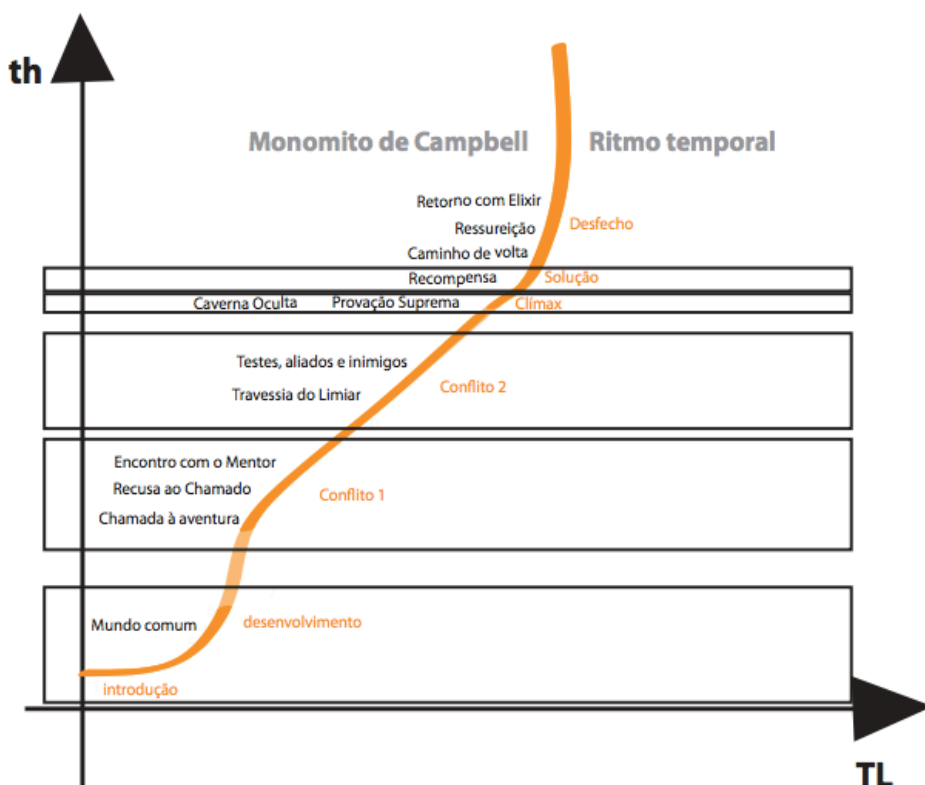 th
Monomito de Campbell
Ritmo temporal
Retorno com Elixir
Ressureição
Desfecho
Caminho de volta
Recompensa
Solução
Caverna Oculta
Provação Suprema
Clímax
Testes, aliados e inimigos
Conflito 2
Travessia do Limiar
Encontro com o Mentor
Recusa ao Chamado
Conflito 1
Chamada à aventura
Mundo comum
desenvolvimento
introdução
TL